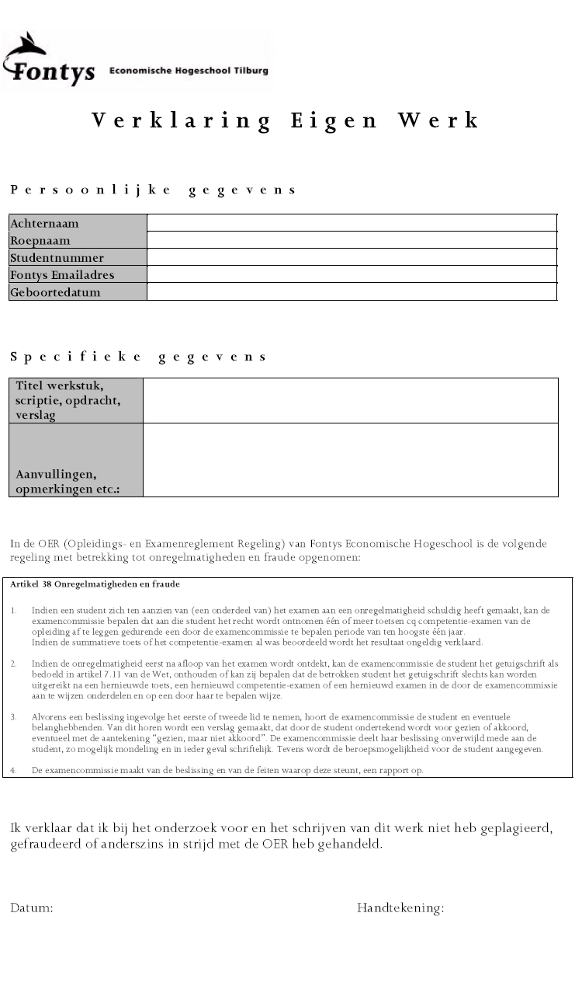 Fontys Economische Hogeschool Tilburg
Verklaring Eigen Werk
Persoonlijke gegevens
Achternaam
Roepnaam
Studentnummer
Fontys Emailadres
Geboortedatum
Specifieke gegevens
Titel werkstuk,
scriptie, opdracht,
verslag
Aanvullingen,
opmerkingen etc.:
In de OER (Opleidings- en Examenreglement Regeling) van Fontys Economische Hogeschool is de volgende
regeling met betrekking tot onregelmatigheden en fraude opgenomen:
Artikel 38 Onregelmatigheden en fraude
1. Indien een student zich ten aanzien van (een onderdeel van) het examen aan een onregelmatigheid schuldig heeft gemaakt, kan de
examencommissie bepalen dat aan die student het recht wordt ontnomen één of meer toetsen cq competentie-examen van de
opleiding af te leggen gedurende een door de examencommissie te bepalen periode van ten hoogste één jaar.
Indien de summatieve toets of het competentie-examen al was beoordeeld wordt het resultaat ongeldig verklaard.
2. Indien de onregelmatigheid eerst na afloop van het examen wordt ontdekt, kan de examencommissie de student het getuigschrift als
bedoeld in artikel 7.11 van de Wet, onthouden of kan zij bepalen dat de betrokken student het getuigschrift slechts kan worden
uitgereikt na een hernieuwde toets, een hernieuwd competentie-examen of een hernieuwd examen in de door de examencommissie
aan te wijzen onderdelen en op een door haar te bepalen wijze.
3. Alvorens een beslissing ingevolge het eerste of tweede lid te nemen, hoort de examencommissie de student en eventuele
belanghebbenden. Van dit horen wordt een verslag gemaakt, dat door de student ondertekend wordt voor gezien of akkoord,
eventueel met de aantekening “gezien, maar niet akkoord”. De examencommissie deelt haar beslissing onverwijld mede aan de
student, zo mogelijk mondeling en in ieder geval schriftelijk. Tevens wordt de beroepsmogelijkheid voor de student aangegeven.
4. De examencommissie maakt van de beslissing en van de feiten waarop deze steunt, een rapport op.
Ik verklaar dat ik bij het onderzoek voor en het schrijven van dit werk niet heb geplagieerd,
gefraudeerd of anderszins in strijd met de OER heb gehandeld.
Datum: Handtekening: